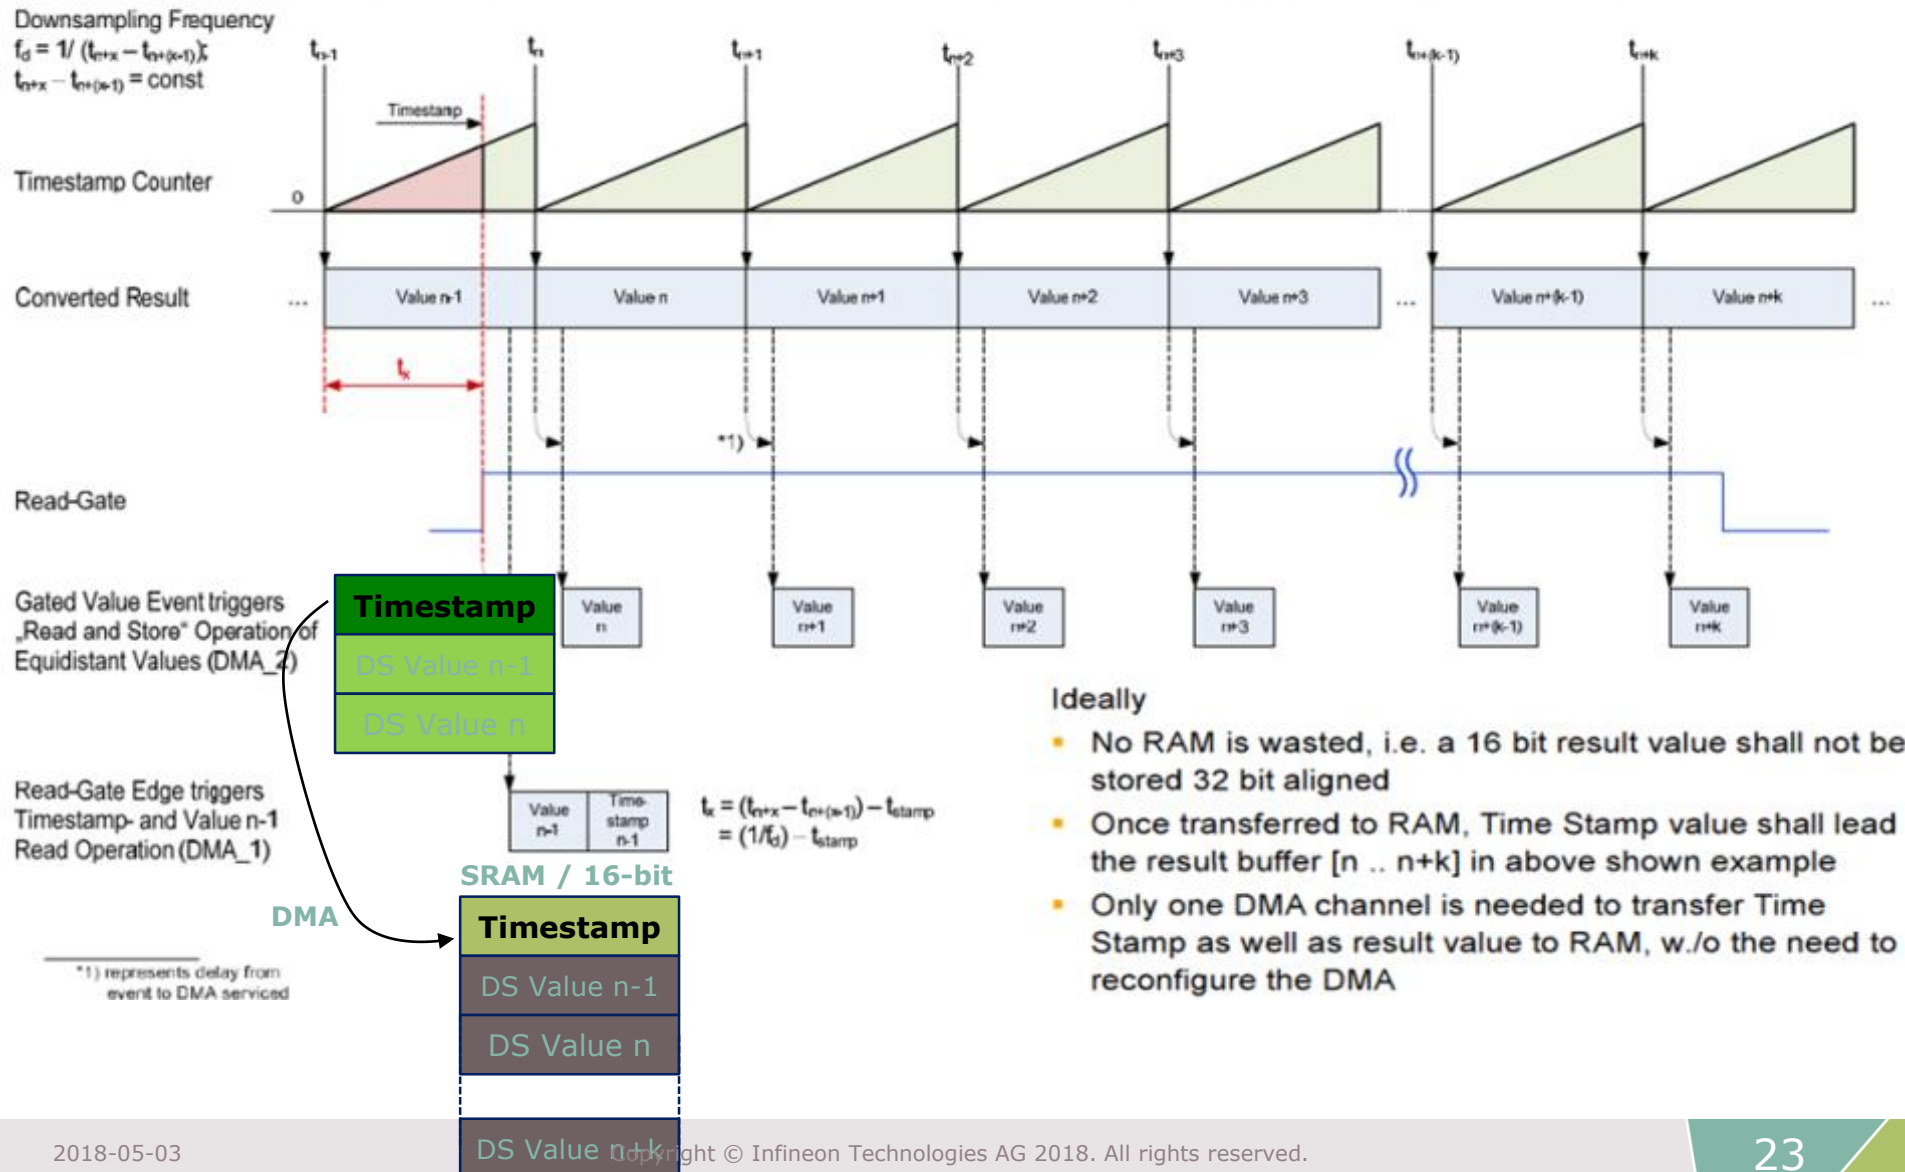 Downsampling Frequency
fd = 1/ (tn+x – tn+(x-1));
tn+x – tn+(x-1) = const
tn-1
tn
tn+1
tn+2
tn+3
tn+(k-1)
tn+k
Timestamp
Timestamp Counter
0
Converted Result
...
Value n-1
Value n
Value n+1
Value n+2
Value n+3
...
Value n+(k-1)
Value n+k
...
tx
*1)
Read-Gate
Gated Value Event triggers
„Read and Store“ Operation of
Equidistant Values (DMA_2)
Timestamp
DS Value n-1
DS Value n
Value
n
Value
n+1
Value
n+2
Value
n+3
Value
n+(k-1)
Value
n+k
Read-Gate Edge triggers
Timestamp- and Value n-1
Read Operation (DMA_1)
Value
n-1
Time-
stamp
n-1
tx = (tn+x – tn+(x-1)) – tstamp
= (1/fd) – tstamp
SRAM / 16-bit
DMA
Timestamp
DS Value n-1
DS Value n
DS Value n+k
*1) represents delay from
event to DMA serviced
Ideally
▪ No RAM is wasted, i.e. a 16 bit result value shall not be
stored 32 bit aligned
▪ Once transferred to RAM, Time Stamp value shall lead
the result buffer [n .. n+k] in above shown example
▪ Only one DMA channel is needed to transfer Time
Stamp as well as result value to RAM, w./o the need to
reconfigure the DMA
2018-05-03
Copyright © Infineon Technologies AG 2018. All rights reserved.
23